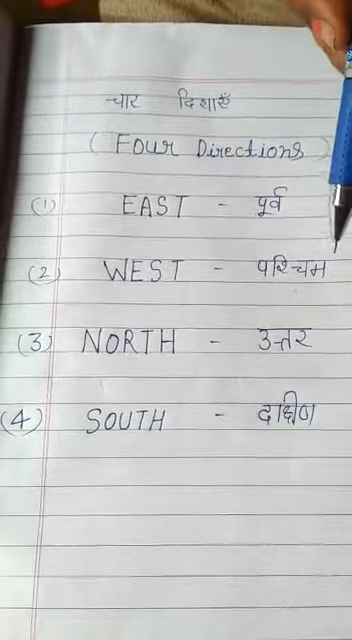 चार दिशाएँ
( Four Directions )
(1) EAST - पूर्व
(2) WEST - पश्चिम
(3) NORTH - उत्तर
(4) SOUTH - दक्षिण